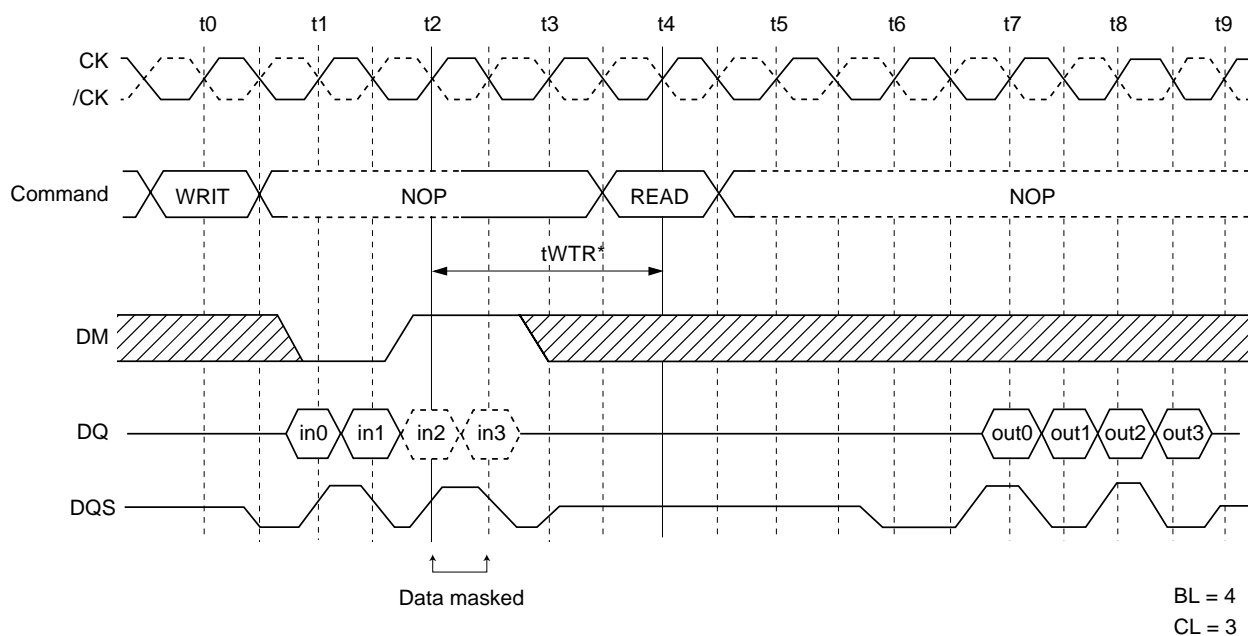 t0 t1 t2 t3 t4 t5 t6 t7 t8 t9
CK
/CK
Command WRIT NOP READ NOP
tWTR*
DM
DQ in0 in1 in2 in3 out0 out1 out2 out3
DQS
Data masked
BL = 4
CL = 3